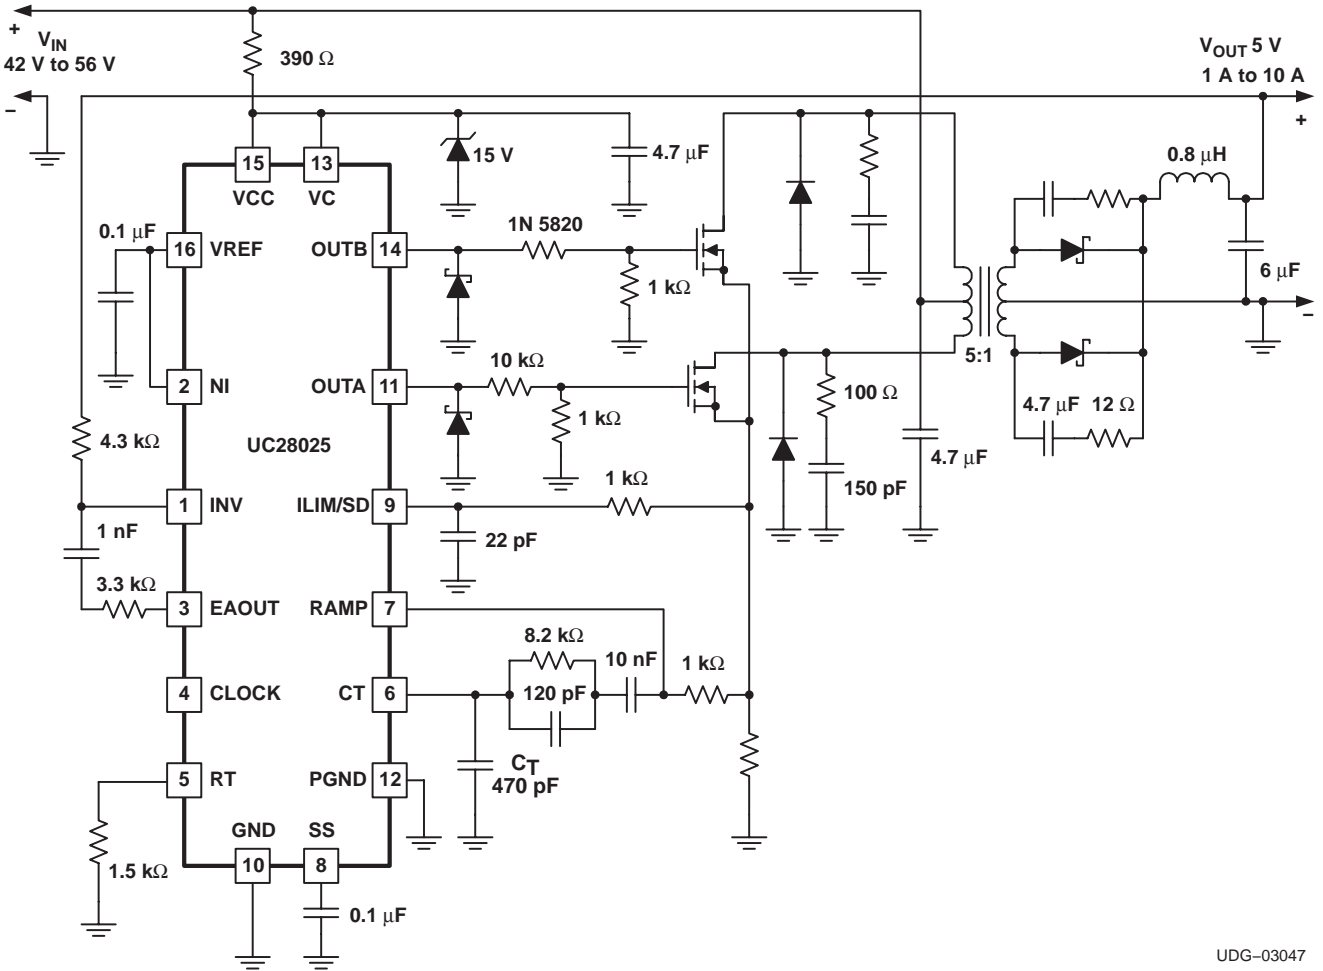 +
V_IN
42 V to 56 V
−
390 Ω
V_OUT 5 V
1 A to 10 A
+
15 V
4.7 µF
0.8 µH
15
13
VCC
VC
0.1 µF
16
VREF
OUTB
14
1N 5820
1 kΩ
6 µF
−
5:1
2
NI
OUTA
11
10 kΩ
1 kΩ
100 Ω
4.7 µF
12 Ω
4.3 kΩ
UC28025
4.7 µF
150 pF
1
INV
ILIM/SD
9
1 kΩ
1 nF
22 pF
3.3 kΩ
3
EAOUT
RAMP
7
8.2 kΩ
10 nF
1 kΩ
4
CLOCK
CT
6
120 pF
C_T
470 pF
5
RT
PGND
12
GND
SS
10
8
1.5 kΩ
0.1 µF
UDG–03047